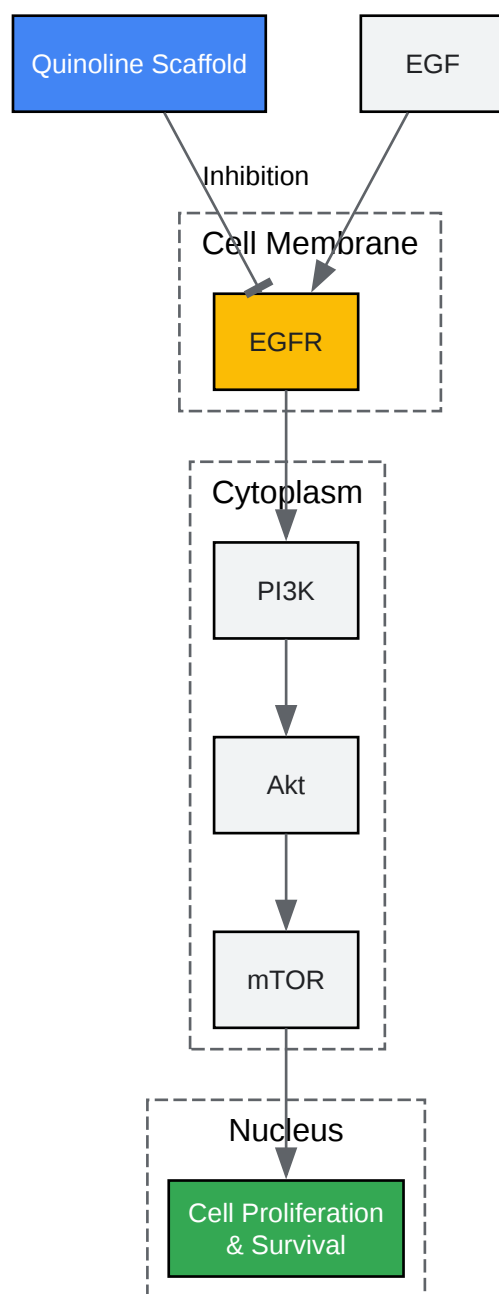 Quinoline Scaffold
EGF
Inhibition
Cell Membrane
EGFR
Cytoplasm
PI3K
Akt
mTOR
Nucleus
Cell Proliferation
& Survival